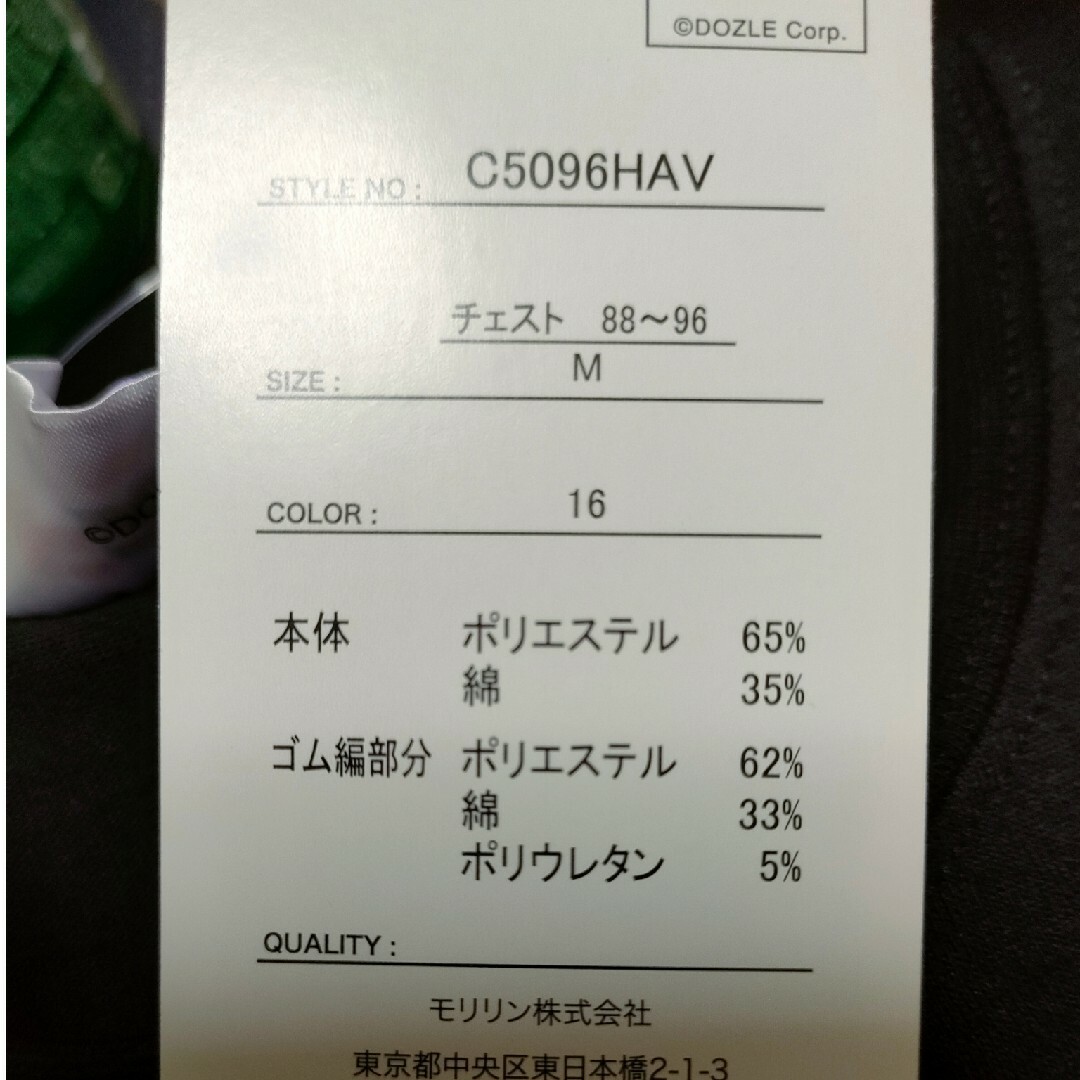 ©DOZLE Corp.
STYLE NO : C5096HAV
チェスト 88～96
SIZE : M
COLOR : 16
本体 ポリエステル 65%
綿 35%
ゴム編部分 ポリエステル 62%
綿 33%
ポリウレタン 5%
QUALITY :
モリリン株式会社
東京都中央区東日本橋2-1-3